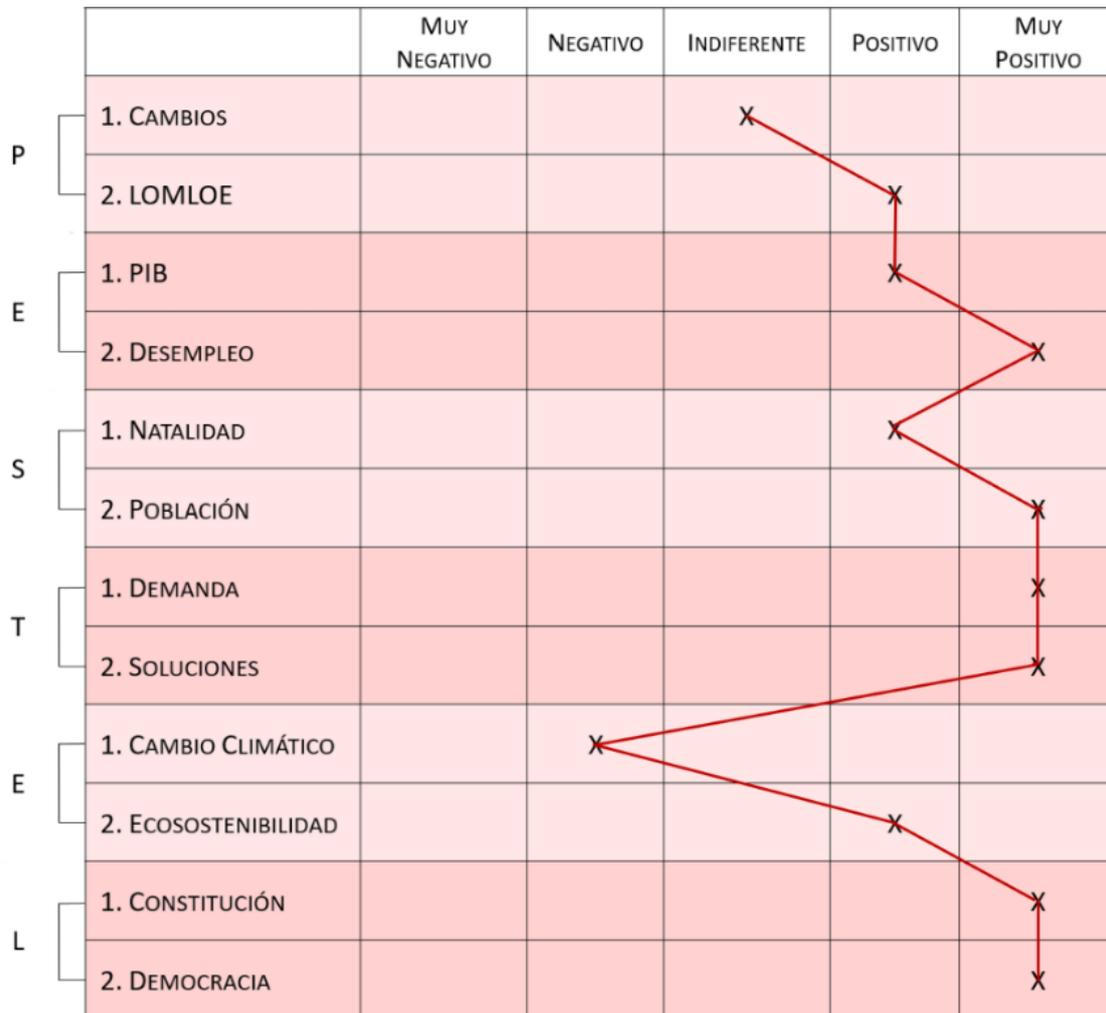 MUY NEGATIVO NEGATIVO INDIFERENTE POSITIVO MUY POSITIVO
P
1. CAMBIOS X
2. LOMLOE X
E
1. PIB X
2. DESEMPLEO X
S
1. NATALIDAD X
2. POBLACIÓN X
T
1. DEMANDA X
2. SOLUCIONES X
E
1. CAMBIO CLIMÁTICO X
2. ECOSOSTENIBILIDAD X
L
1. CONSTITUCIÓN X
2. DEMOCRACIA X